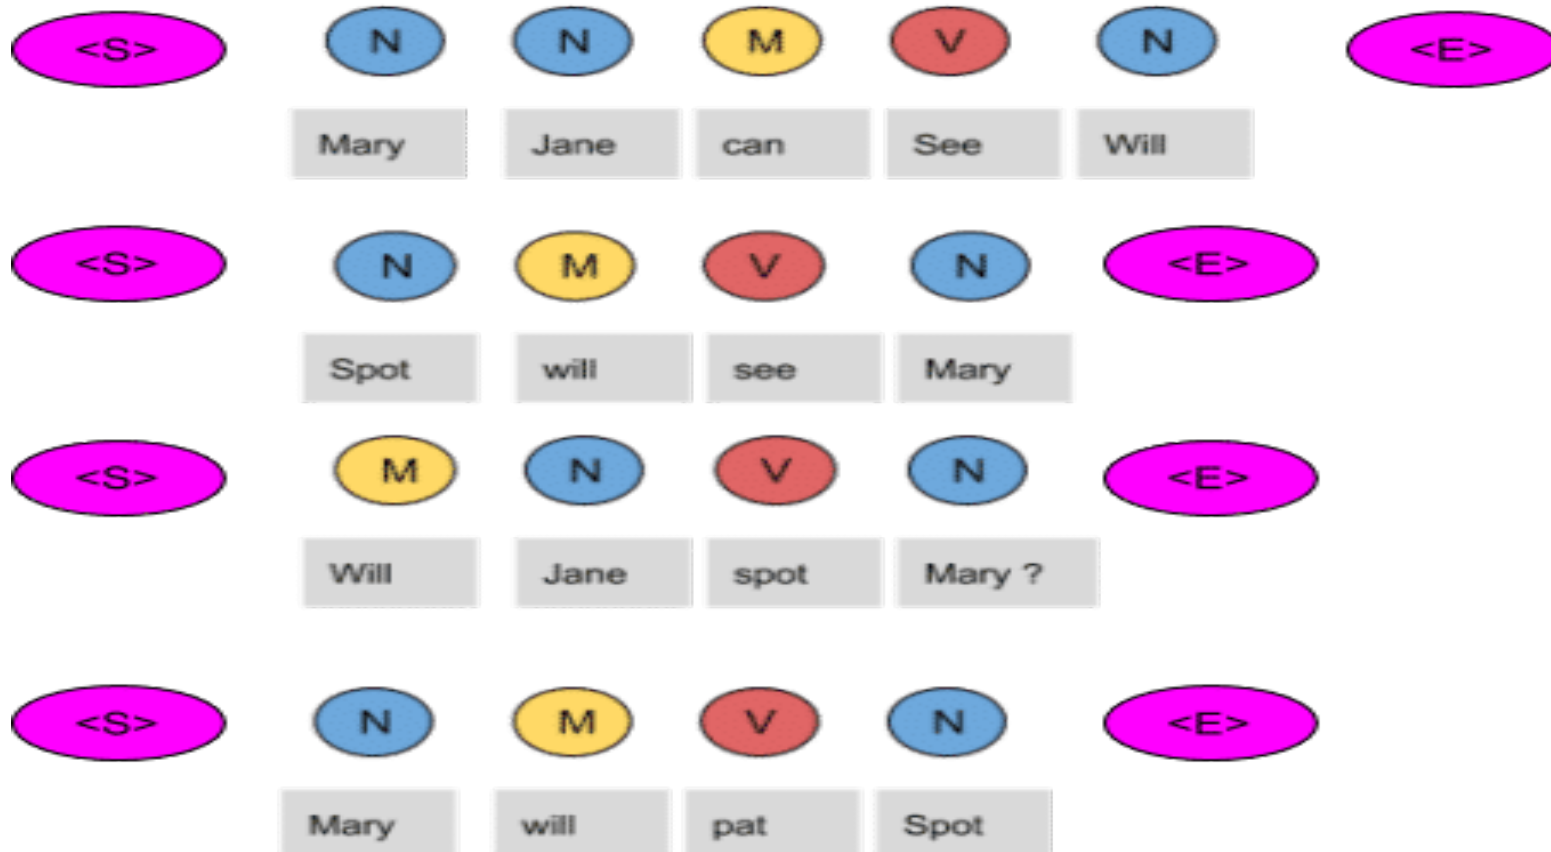 <S> N N M V N <E>
Mary Jane can See Will
<S> N M V N <E>
Spot will see Mary
<S> M N V N <E>
Will Jane spot Mary ?
<S> N M V N <E>
Mary will pat Spot